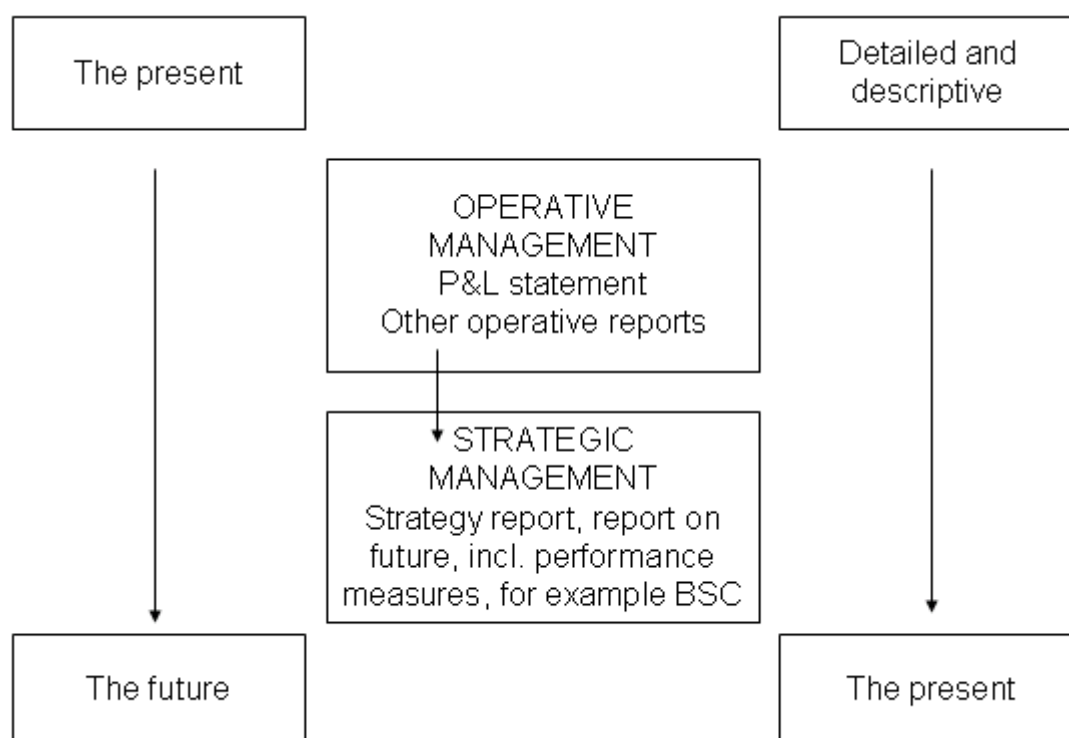 The present
Detailed and
descriptive
OPERATIVE
MANAGEMENT
P&L statement
Other operative reports
STRATEGIC
MANAGEMENT
Strategy report, report on
future, incl. performance
measures, for example BSC
The future
The present